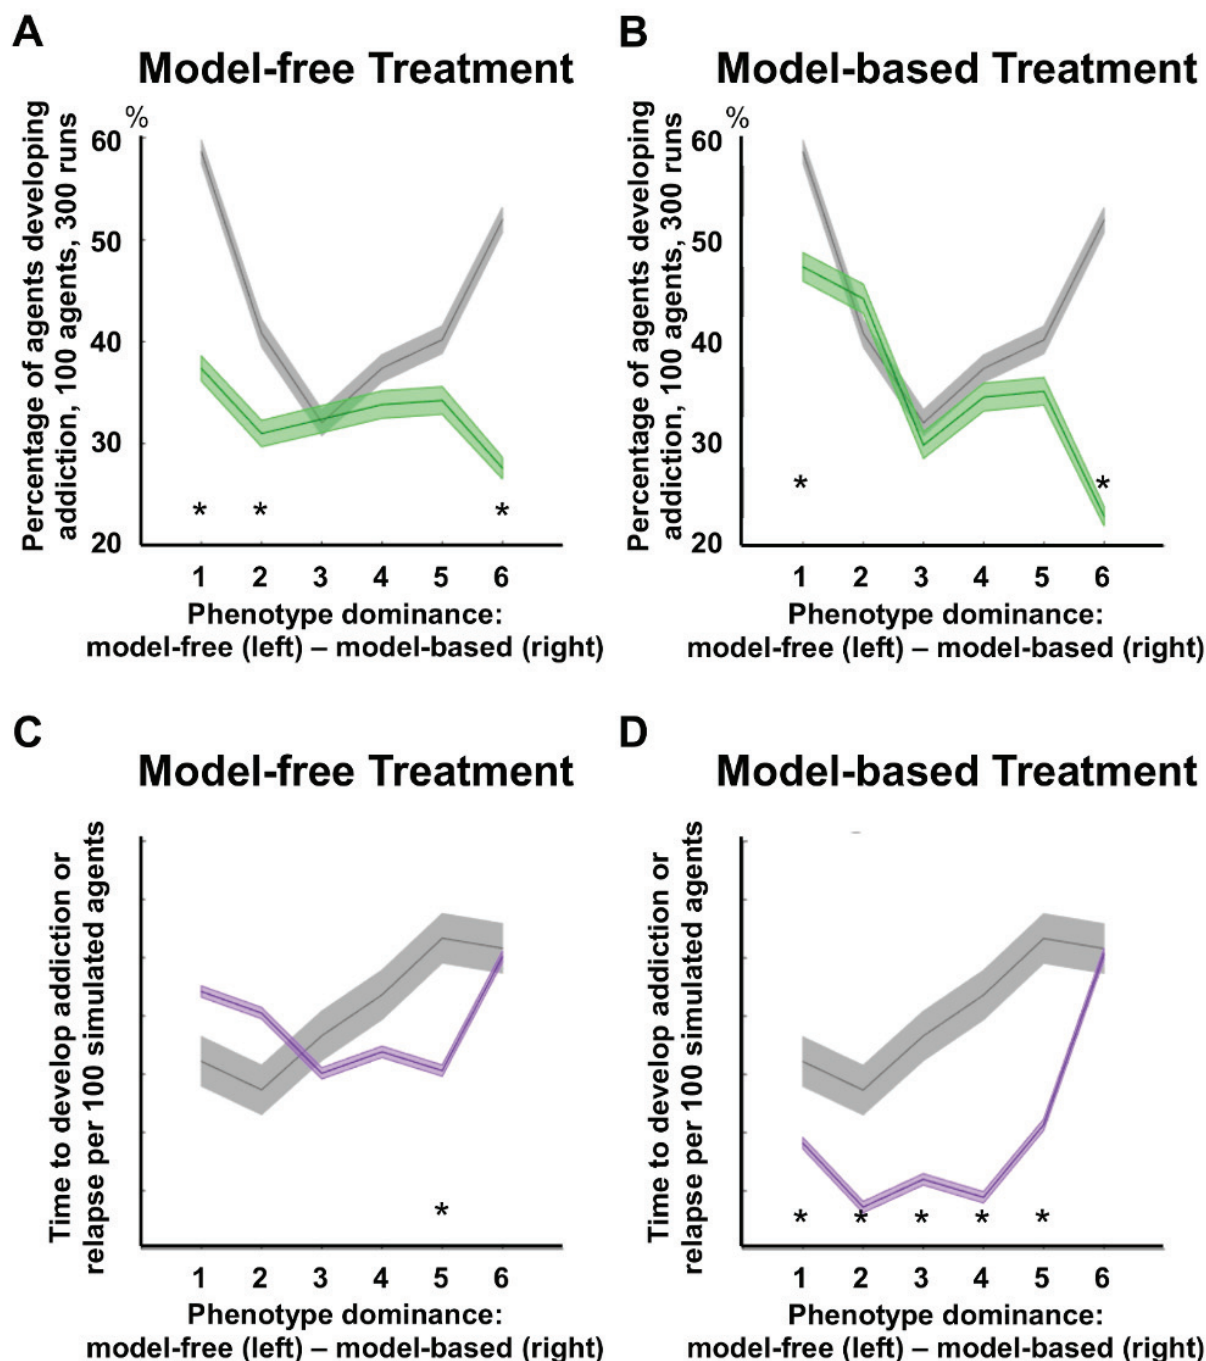 A
Model-free Treatment
%
60
50
40
30
20
Percentage of agents developing
addiction, 100 agents, 300 runs
* * *
1 2 3 4 5 6
Phenotype dominance:
model-free (left) – model-based (right)
B
Model-based Treatment
%
60
50
40
30
20
Percentage of agents developing
addiction, 100 agents, 300 runs
* *
1 2 3 4 5 6
Phenotype dominance:
model-free (left) – model-based (right)
C
Model-free Treatment
Time to develop addiction or
relapse per 100 simulated agents
*
1 2 3 4 5 6
Phenotype dominance:
model-free (left) – model-based (right)
D
Model-based Treatment
Time to develop addiction or
relapse per 100 simulated agents
* * * * *
1 2 3 4 5 6
Phenotype dominance:
model-free (left) – model-based (right)